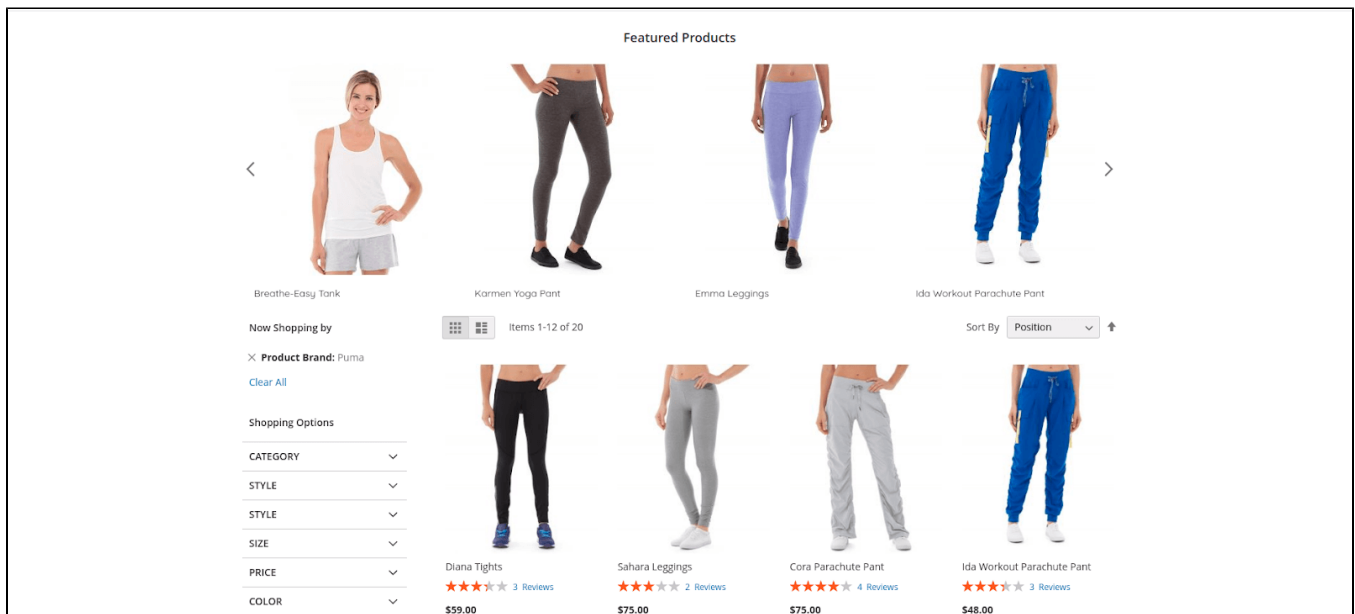 Featured Products
Breathe-Easy Tank
Karmen Yoga Pant
Emma Leggings
Ida Workout Parachute Pant
Now Shopping by
Items 1-12 of 20
Sort By
Position
Product Brand: Puma
Clear All
Shopping Options
CATEGORY
STYLE
STYLE
SIZE
PRICE
COLOR
Diana Tights
3 Reviews
$59.00
Sahara Leggings
2 Reviews
$75.00
Cora Parachute Pant
4 Reviews
$75.00
Ida Workout Parachute Pant
3 Reviews
$48.00